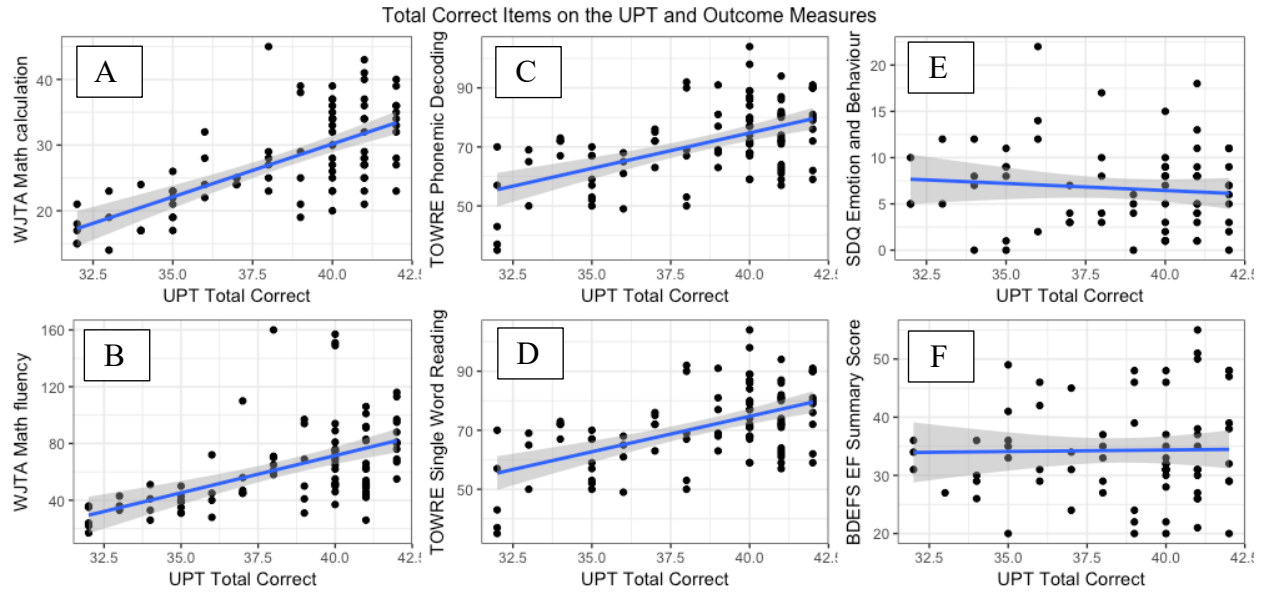 Total Correct Items on the UPT and Outcome Measures
WJTA Math calculation
A
40
30
20
32.5 35.0 37.5 40.0 42.5
UPT Total Correct
TOWRE Phonemic Decoding
C
90
70
50
32.5 35.0 37.5 40.0 42.5
UPT Total Correct
SDQ Emotion and Behaviour
E
20
15
10
5
0
32.5 35.0 37.5 40.0 42.5
UPT Total Correct
WJTA Math fluency
B
160
120
80
40
32.5 35.0 37.5 40.0 42.5
UPT Total Correct
TOWRE Single Word Reading
D
90
70
50
32.5 35.0 37.5 40.0 42.5
UPT Total Correct
BDEFS EF Summary Score
F
50
40
30
20
32.5 35.0 37.5 40.0 42.5
UPT Total Correct